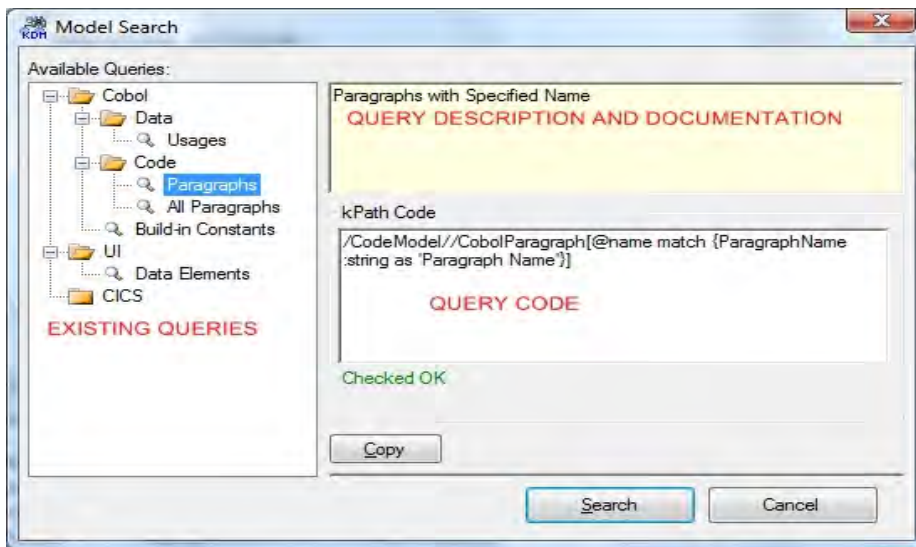 KDM Model Search
Available Queries:
Cobol
Data
Usages
Code
Paragraphs
All Paragraphs
Build-in Constants
UI
Data Elements
CICS
EXISTING QUERIES
Paragraphs with Specified Name
QUERY DESCRIPTION AND DOCUMENTATION
kPath Code
/CodeModel//CobolParagraph[@name match {ParagraphName
:string as 'Paragraph Name'}]
QUERY CODE
Checked OK
Copy
Search
Cancel